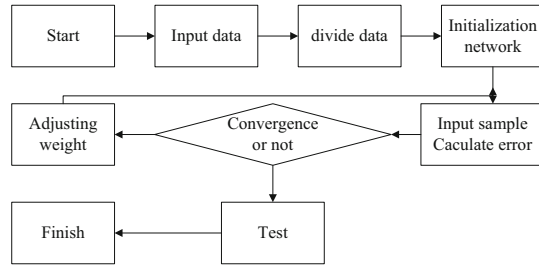 Start
Input data
divide data
Initialization
network
Adjusting
weight
Convergence
or not
Input sample
Caculate error
Finish
Test